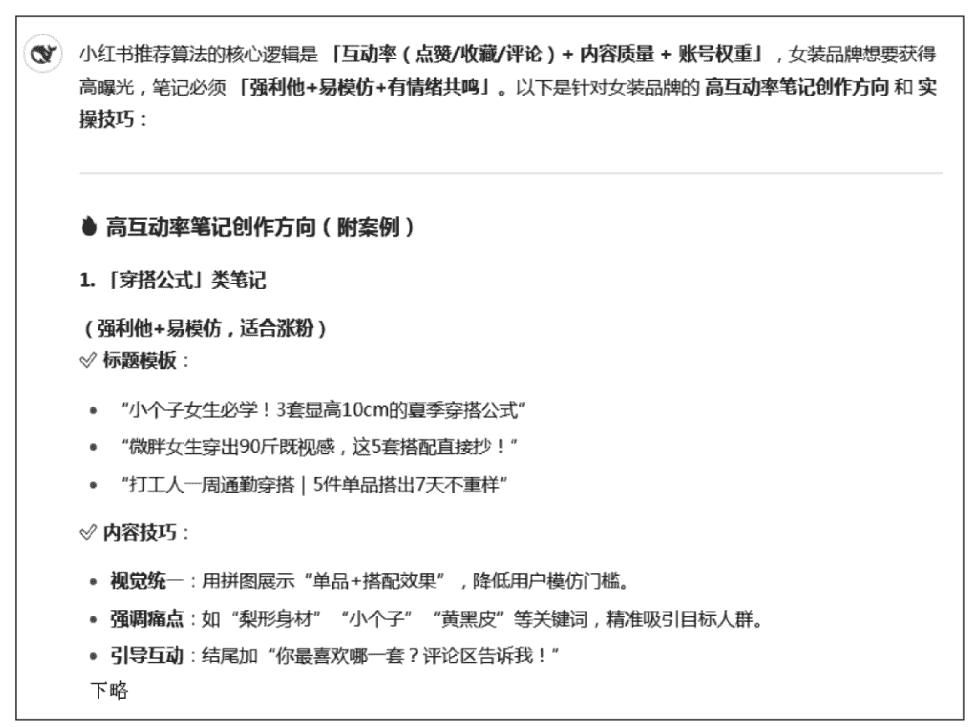 小红书推荐算法的核心逻辑是「互动率（点赞/收藏/评论）+ 内容质量 + 账号权重」，女装品牌想要获得
高曝光，笔记必须「强利他+易模仿+有情绪共鸣」。以下是针对女装品牌的 高互动率笔记创作方向 和 实
操技巧：
高互动率笔记创作方向（附案例）
1. 「穿搭公式」类笔记
（强利他+易模仿，适合涨粉）
✅ 标题模板：
• “小个子女生必学！3套显高10cm的夏季穿搭公式”
• “微胖女生穿出90斤既视感，这5套搭配直接抄！”
• “打工人一周通勤穿搭｜5件单品搭出7天不重样”
✅ 内容技巧：
• 视觉统一：用拼图展示“单品+搭配效果”，降低用户模仿门槛。
• 强调痛点：如“梨形身材”“小个子”“黄黑皮”等关键词，精准吸引目标人群。
• 引导互动：结尾加“你最喜欢哪一套？评论区告诉我！”
下略